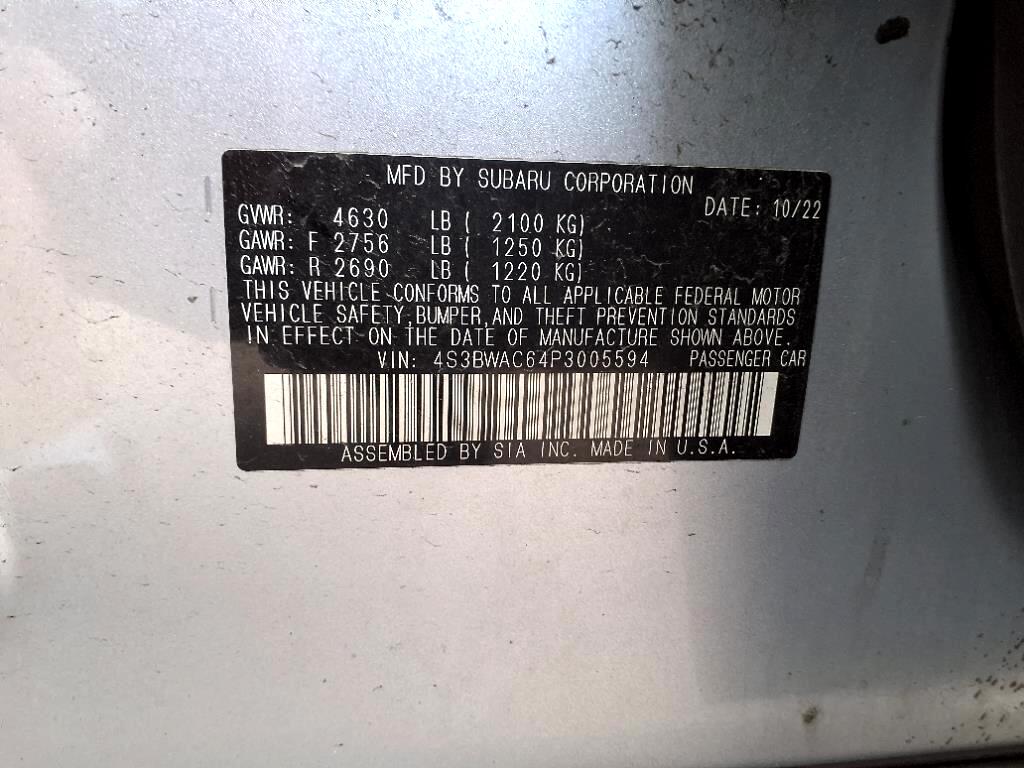 MFD BY SUBARU CORPORATION
DATE: 10/22
GVWR: 4630 LB ( 2100 KG)
GAWR: F 2756 LB ( 1250 KG)
GAWR: R 2690 LB ( 1220 KG)
THIS VEHICLE CONFORMS TO ALL APPLICABLE FEDERAL MOTOR
VEHICLE SAFETY,BUMPER,AND THEFT PREVENTION STANDARDS
IN EFFECT ON THE DATE OF MANUFACTURE SHOWN ABOVE.
VIN: 4S3BWAC64P3005594 PASSENGER CAR
ASSEMBLED BY SIA INC. MADE IN U.S.A.